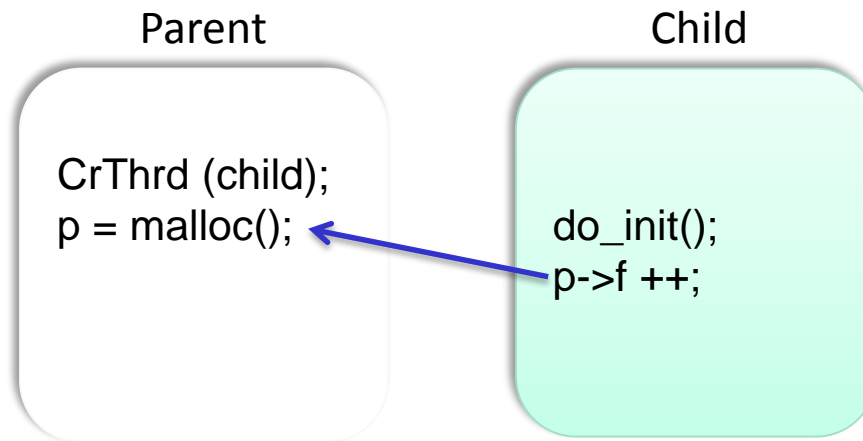 Parent
CrThrd (child);
p = malloc();
Child
do_init();
p->f ++;